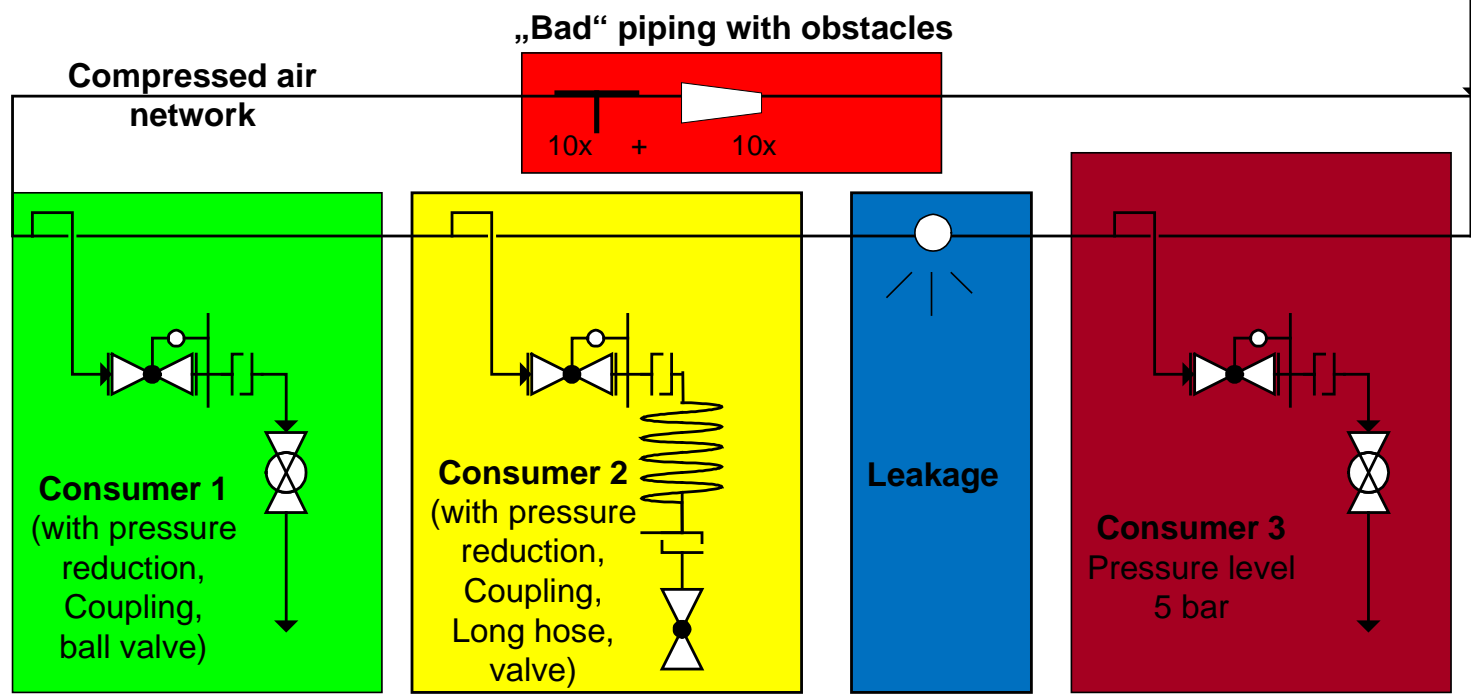 „Bad“ piping with obstacles
Compressed air
network
10x + 10x
Consumer 1
(with pressure
reduction,
Coupling,
ball valve)
Consumer 2
(with pressure
reduction,
Coupling,
Long hose,
valve)
Leakage
Consumer 3
Pressure level
5 bar